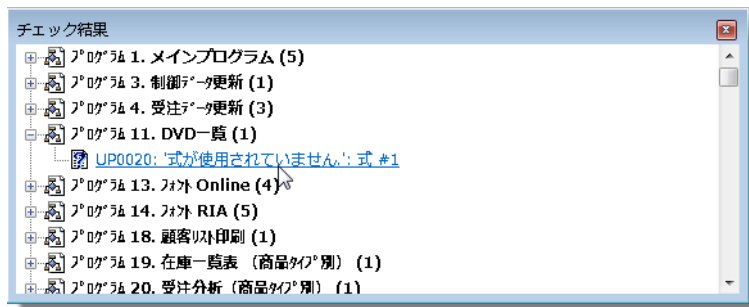 チェック結果
ﾌﾟﾛｸﾞﾗﾑ 1. メインプログラム (5)
ﾌﾟﾛｸﾞﾗﾑ 3. 制御ﾃﾞｰﾀ更新 (1)
ﾌﾟﾛｸﾞﾗﾑ 4. 受注ﾃﾞｰﾀ更新 (3)
ﾌﾟﾛｸﾞﾗﾑ 11. DVD一覧 (1)
UP0020: '式が使用されていません.': 式 #1
ﾌﾟﾛｸﾞﾗﾑ 13. ﾌｫﾝﾄ Online (4)
ﾌﾟﾛｸﾞﾗﾑ 14. ﾌｫﾝﾄ RIA (5)
ﾌﾟﾛｸﾞﾗﾑ 18. 顧客ﾘｽﾄ印刷 (1)
ﾌﾟﾛｸﾞﾗﾑ 19. 在庫一覧表 （商品ﾀｲﾌﾟ別） (1)
ﾌﾟﾛｸﾞﾗﾑ 20. 受注分析（商品ﾀｲﾌﾟ別） (1)